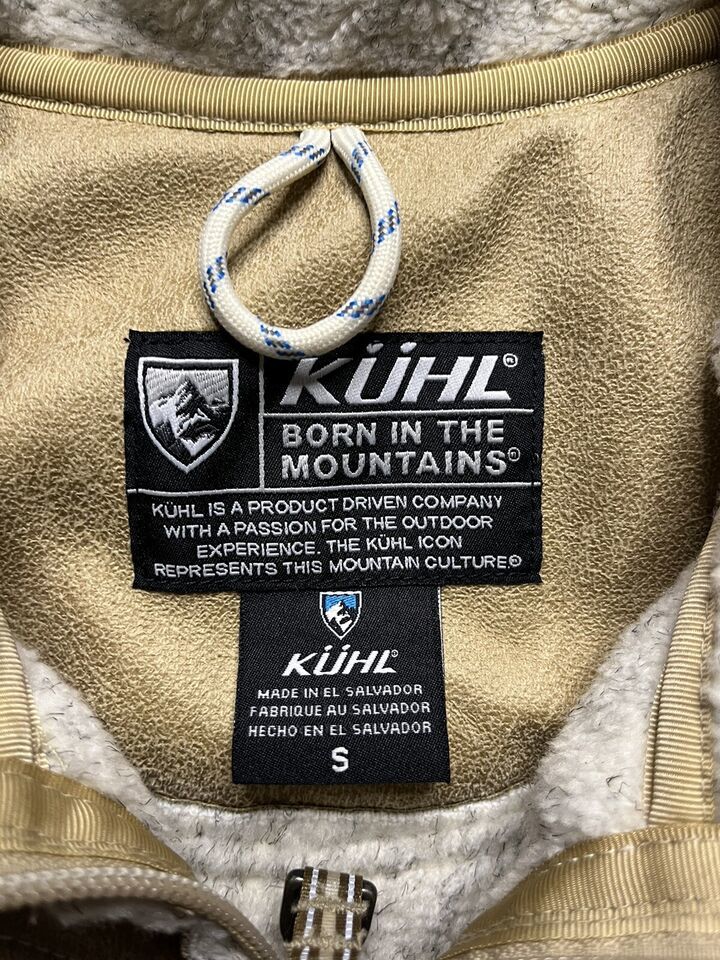 KÜHL®
BORN IN THE
MOUNTAINS®
KÜHL IS A PRODUCT DRIVEN COMPANY
WITH A PASSION FOR THE OUTDOOR
EXPERIENCE. THE KÜHL ICON
REPRESENTS THIS MOUNTAIN CULTURE®
KÜHL®
MADE IN EL SALVADOR
FABRIQUE AU SALVADOR
HECHO EN EL SALVADOR
S